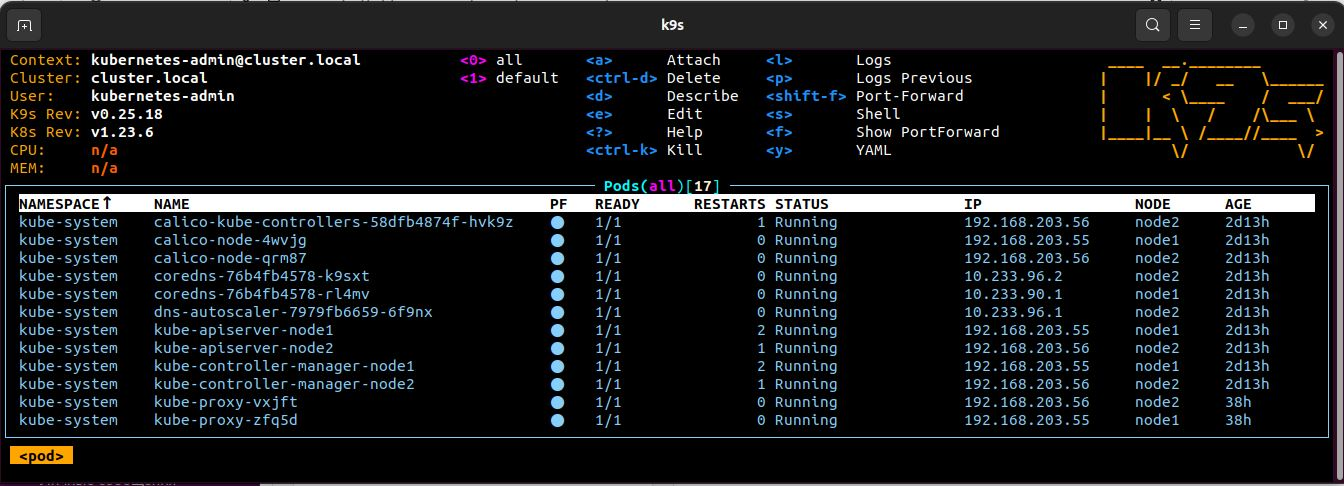 k9s
Context: kubernetes-admin@cluster.local <0> all <a> Attach <l> Logs
Cluster: cluster.local <1> default <ctrl-d> Delete <p> Logs Previous
User: kubernetes-admin <d> Describe <shift-f> Port-Forward
K9s Rev: v0.25.18 <e> Edit <s> Shell
K8s Rev: v1.23.6 <?> Help <f> Show PortForward
CPU: n/a <ctrl-k> Kill <y> YAML
MEM: n/a
Pods(all)[17]
NAMESPACE↑ NAME PF READY RESTARTS STATUS IP NODE AGE
kube-system calico-kube-controllers-58dfb4874f-hvk9z ● 1/1 1 Running 192.168.203.56 node2 2d13h
kube-system calico-node-4wvjg ● 1/1 0 Running 192.168.203.55 node1 2d13h
kube-system calico-node-qrm87 ● 1/1 0 Running 192.168.203.56 node2 2d13h
kube-system coredns-76b4fb4578-k9sxt ● 1/1 0 Running 10.233.96.2 node2 2d13h
kube-system coredns-76b4fb4578-rl4mv ● 1/1 0 Running 10.233.90.1 node1 2d13h
kube-system dns-autoscaler-7979fb6659-6f9nx ● 1/1 0 Running 10.233.96.1 node2 2d13h
kube-system kube-apiserver-node1 ● 1/1 2 Running 192.168.203.55 node1 2d13h
kube-system kube-apiserver-node2 ● 1/1 1 Running 192.168.203.56 node2 2d13h
kube-system kube-controller-manager-node1 ● 1/1 2 Running 192.168.203.55 node1 2d13h
kube-system kube-controller-manager-node2 ● 1/1 1 Running 192.168.203.56 node2 2d13h
kube-system kube-proxy-vxjft ● 1/1 0 Running 192.168.203.56 node2 38h
kube-system kube-proxy-zfq5d ● 1/1 0 Running 192.168.203.55 node1 38h
<pod>